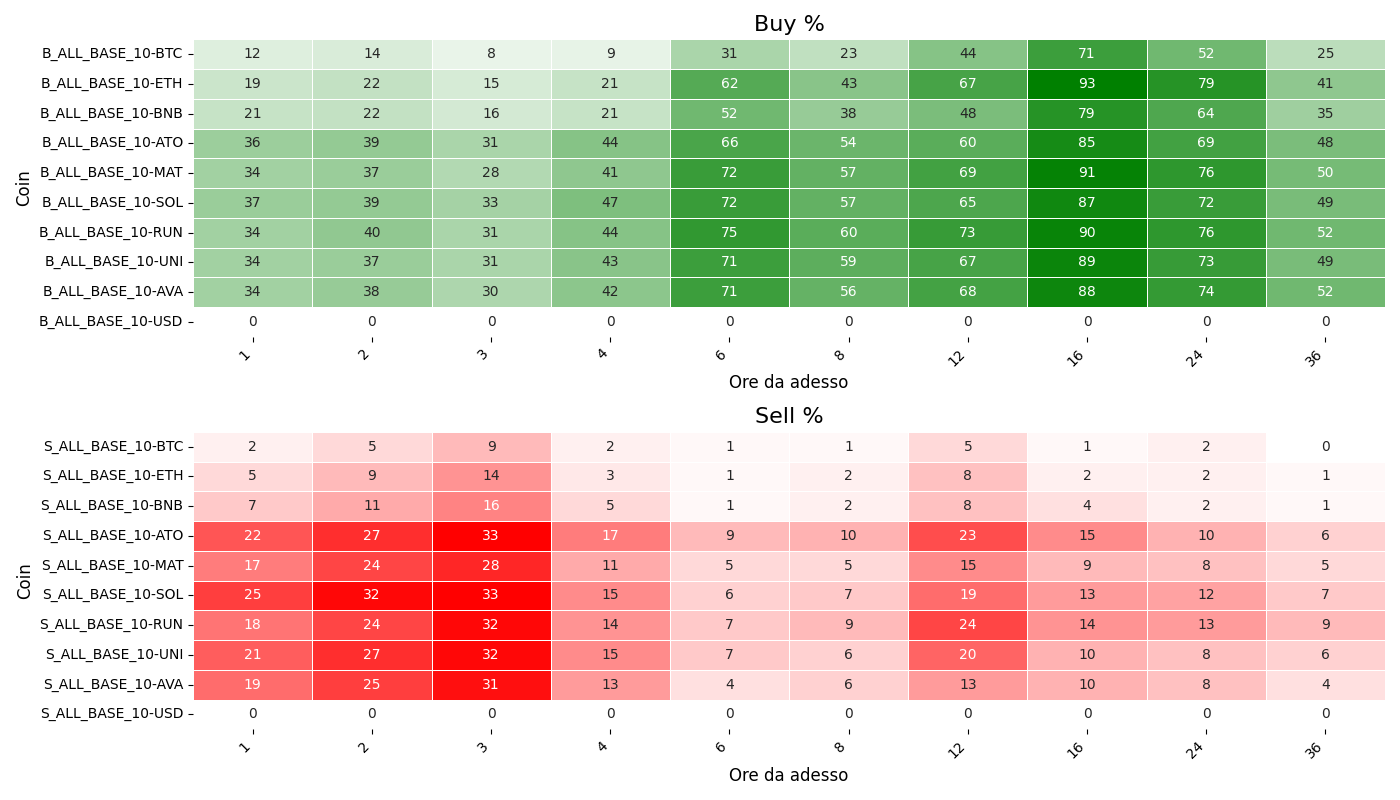 Buy %
Coin
B_ALL_BASE_10-BTC 12 14 8 9 31 23 44 71 52 25
B_ALL_BASE_10-ETH 19 22 15 21 62 43 67 93 79 41
B_ALL_BASE_10-BNB 21 22 16 21 52 38 48 79 64 35
B_ALL_BASE_10-ATO 36 39 31 44 66 54 60 85 69 48
B_ALL_BASE_10-MAT 34 37 28 41 72 57 69 91 76 50
B_ALL_BASE_10-SOL 37 39 33 47 72 57 65 87 72 49
B_ALL_BASE_10-RUN 34 40 31 44 75 60 73 90 76 52
B_ALL_BASE_10-UNI 34 37 31 43 71 59 67 89 73 49
B_ALL_BASE_10-AVA 34 38 30 42 71 56 68 88 74 52
B_ALL_BASE_10-USD 0 0 0 0 0 0 0 0 0 0
1 2 3 4 6 8 12 16 24 36
Ore da adesso
Sell %
Coin
S_ALL_BASE_10-BTC 2 5 9 2 1 1 5 1 2 0
S_ALL_BASE_10-ETH 5 9 14 3 1 2 8 2 2 1
S_ALL_BASE_10-BNB 7 11 16 5 1 2 8 4 2 1
S_ALL_BASE_10-ATO 22 27 33 17 9 10 23 15 10 6
S_ALL_BASE_10-MAT 17 24 28 11 5 5 15 9 8 5
S_ALL_BASE_10-SOL 25 32 33 15 6 7 19 13 12 7
S_ALL_BASE_10-RUN 18 24 32 14 7 9 24 14 13 9
S_ALL_BASE_10-UNI 21 27 32 15 7 6 20 10 8 6
S_ALL_BASE_10-AVA 19 25 31 13 4 6 13 10 8 4
S_ALL_BASE_10-USD 0 0 0 0 0 0 0 0 0 0
1 2 3 4 6 8 12 16 24 36
Ore da adesso